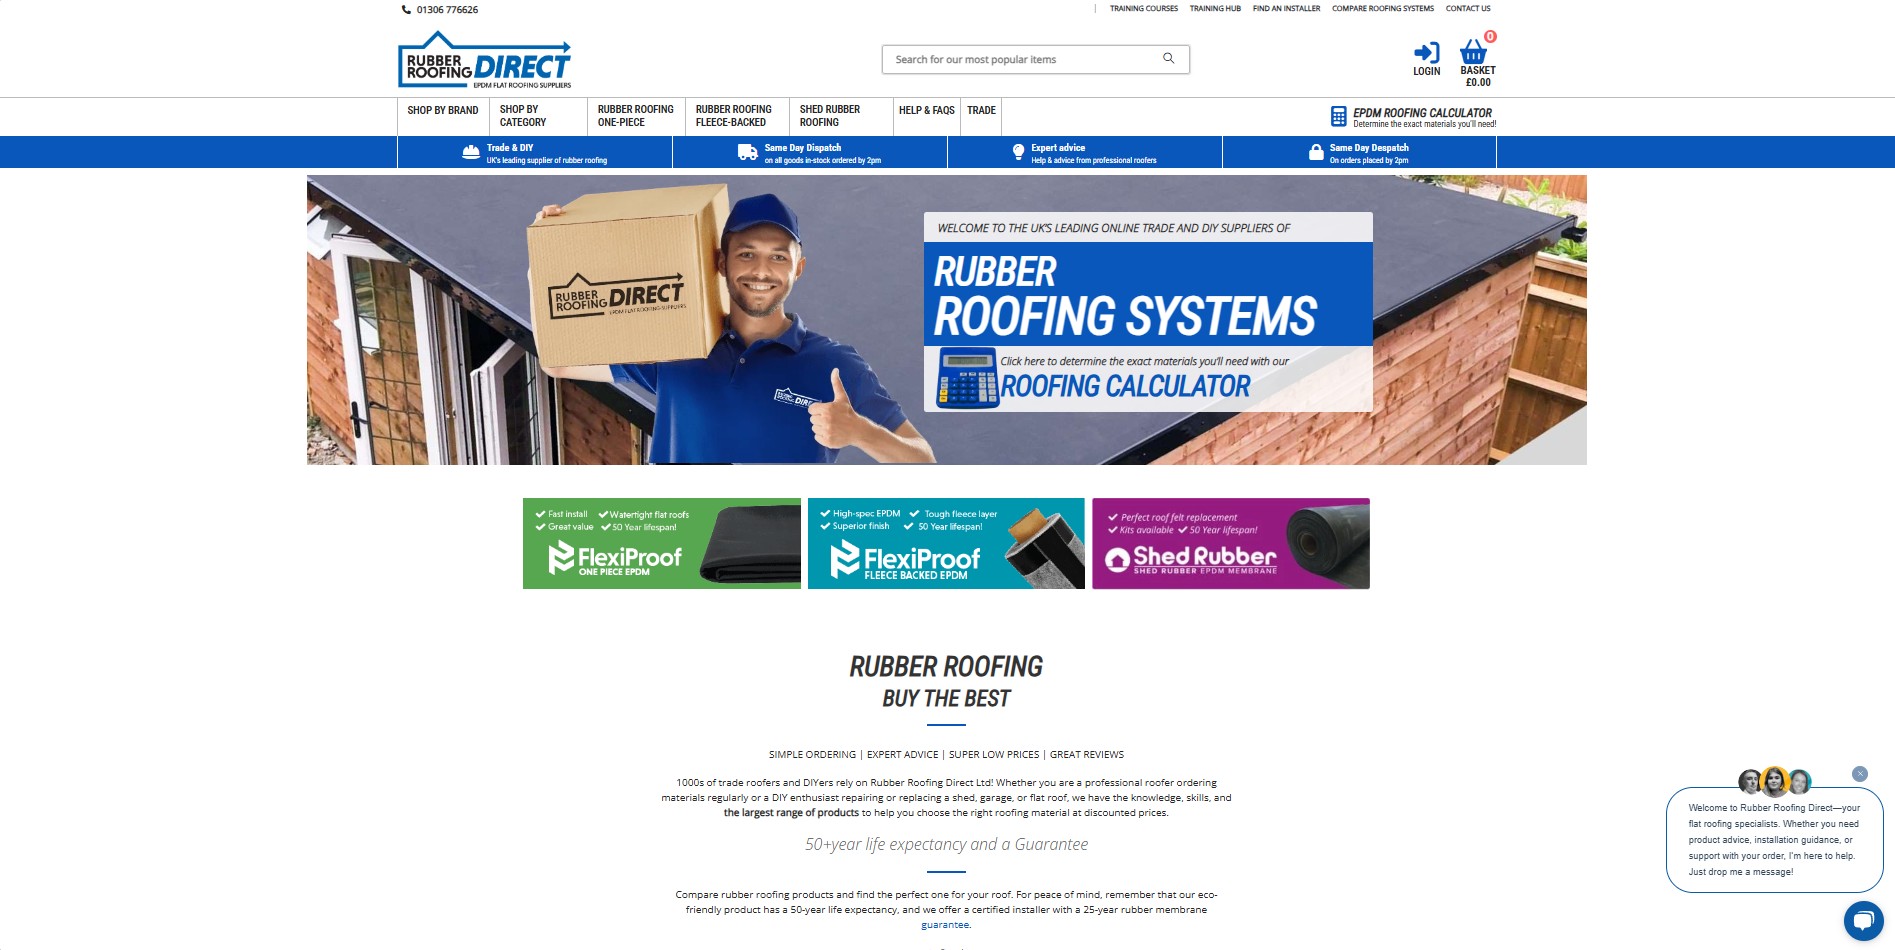 01306 776626
| TRAINING COURSES TRAINING HUB FIND AN INSTALLER COMPARE ROOFING SYSTEMS CONTACT US
RUBBER
ROOFING DIRECT
EPDM FLAT ROOFING SUPPLIERS
Search for our most popular items
LOGIN
0
BASKET
£0.00
SHOP BY BRAND
SHOP BY
CATEGORY
RUBBER ROOFING
ONE-PIECE
RUBBER ROOFING
FLEECE-BACKED
SHED RUBBER
ROOFING
HELP & FAQS
TRADE
EPDM ROOFING CALCULATOR
Determine the exact materials you'll need!
Trade & DIY
UK's leading supplier of rubber roofing
Same Day Dispatch
on all goods in-stock ordered by 2pm
Expert advice
Help & advice from professional roofers
Same Day Despatch
On orders placed by 2pm
RUBBER
ROOFING DIRECT
EPDM FLAT ROOFING SUPPLIERS
ROOFING DIREC
WELCOME TO THE UK'S LEADING ONLINE TRADE AND DIY SUPPLIERS OF
RUBBER
ROOFING SYSTEMS
Click here to determine the exact materials you'll need with our
ROOFING CALCULATOR
Fast install Watertight flat roofs
Great value 50 Year lifespan!
FlexiProof
ONE PIECE EPDM
High-spec EPDM Tough fleece layer
Superior finish 50 Year lifespan!
FlexiProof
FLEECE BACKED EPDM
Perfect roof felt replacement
Kits available 50 Year lifespan!
Shed Rubber
SHED RUBBER EPDM MEMBRANE
RUBBER ROOFING
BUY THE BEST
SIMPLE ORDERING | EXPERT ADVICE | SUPER LOW PRICES | GREAT REVIEWS
1000s of trade roofers and DIYers rely on Rubber Roofing Direct Ltd! Whether you are a professional roofer ordering
materials regularly or a DIY enthusiast repairing or replacing a shed, garage, or flat roof, we have the knowledge, skills, and
the largest range of products to help you choose the right roofing material at discounted prices.
50+year life expectancy and a Guarantee
Compare rubber roofing products and find the perfect one for your roof. For peace of mind, remember that our eco-
friendly product has a 50-year life expectancy, and we offer a certified installer with a 25-year rubber membrane
guarantee.
Welcome to Rubber Roofing Direct—your
flat roofing specialists. Whether you need
product advice, installation guidance, or
support with your order, I'm here to help.
Just drop me a message!